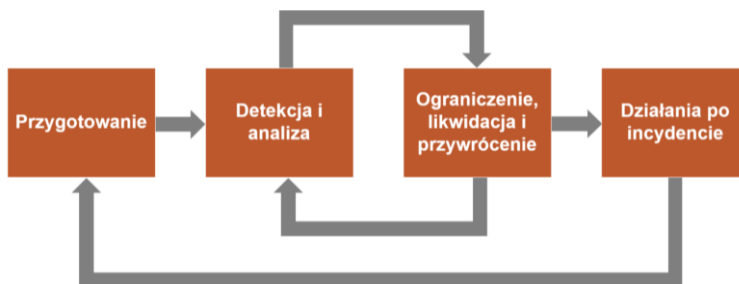 Przygotowanie
Detekcja i
analiza
Ograniczenie,
likwidacja i
przywrócenie
Działania po
incydencie